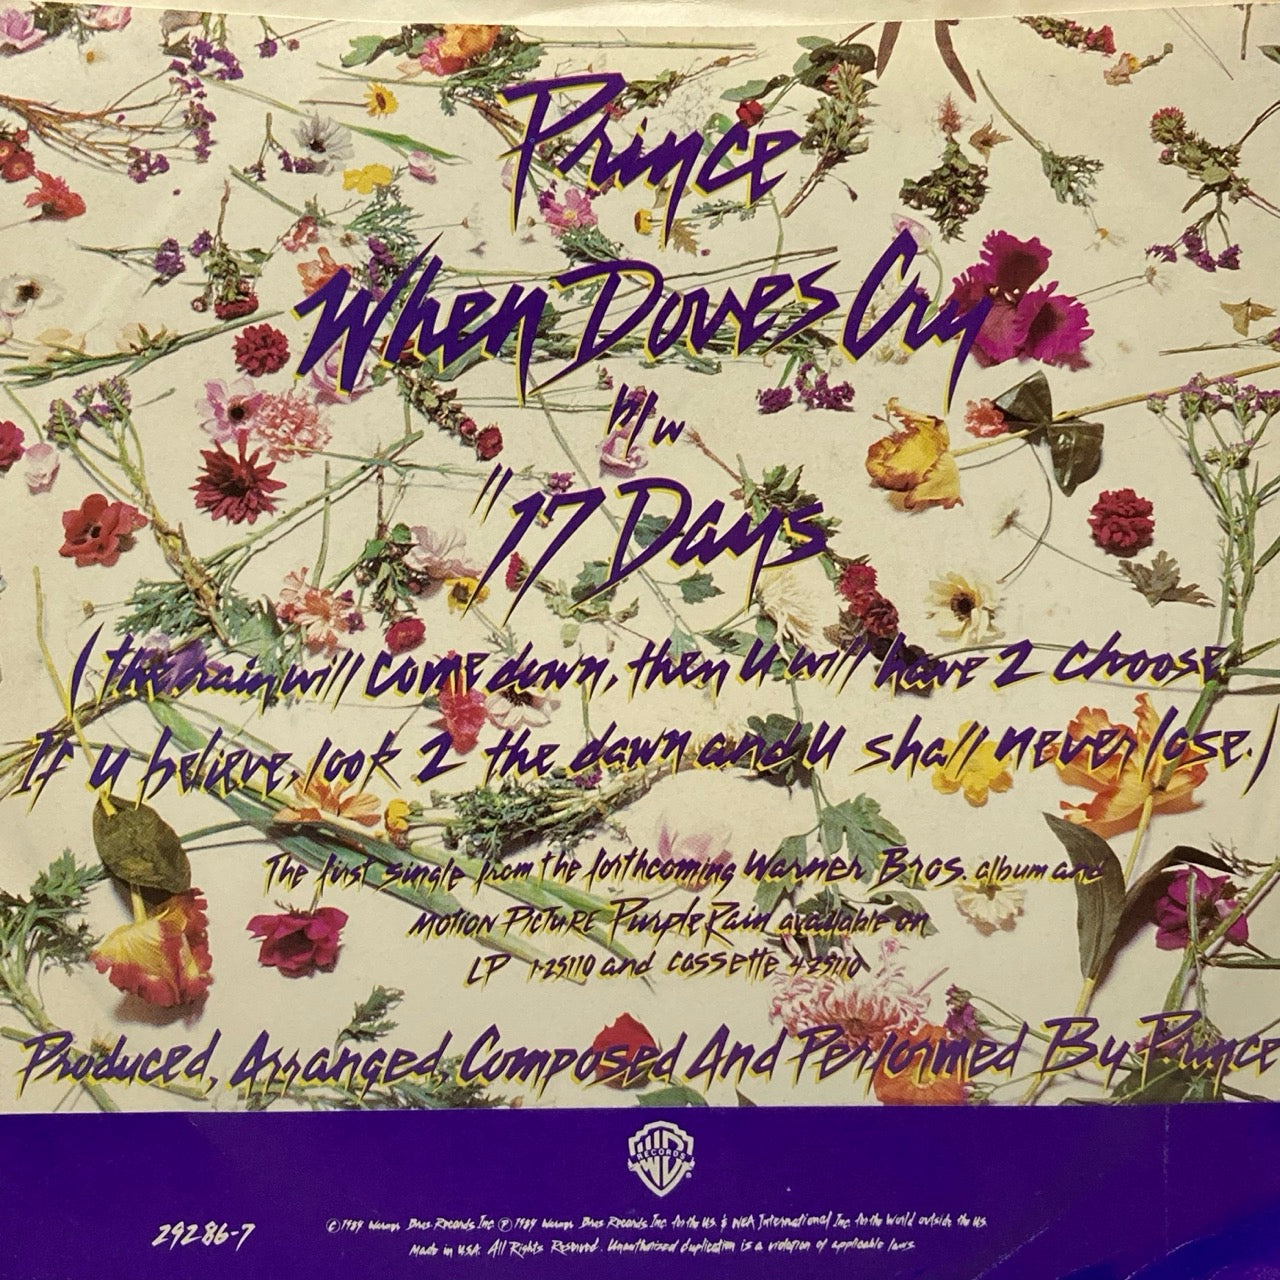 Prince
When Doves Cry
b/w
"17 Days
(the rain will come down, then U will have 2 choose
If U believe, look 2 the dawn and U shall never lose.)
The first single from the forthcoming Warner Bros. album and
Motion Picture Purple Rain available on
LP 1-25110 and cassette 4-25110
Produced, Arranged, Composed And Performed By Prince
RECORDS
29286-7
©1984 Warner Bros. Records Inc. ℗ 1984 Warner Bros. Records Inc. for the U.S. & WEA International Inc. for the World outside the U.S.
Made in U.S.A. All Rights Reserved. Unauthorized duplication is a violation of applicable laws.